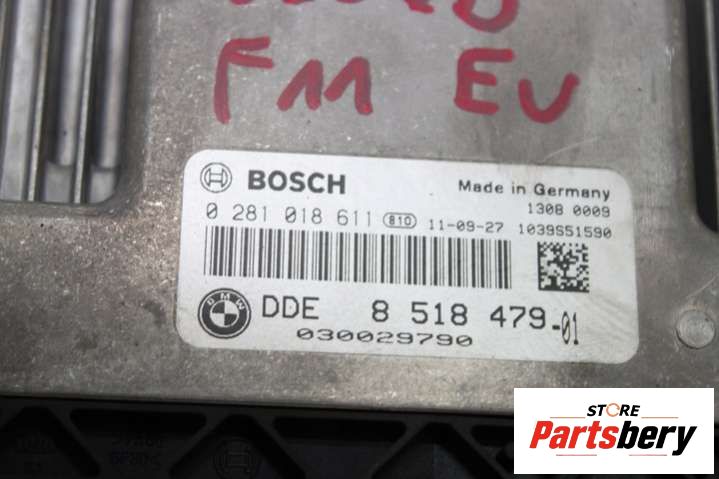 F11 EU
BOSCH Made in Germany
1308 0009
0 281 018 611 810 11-09-27 1039S51590
BMW DDE 8 518 479-01
030029790
STORE
Partsbery